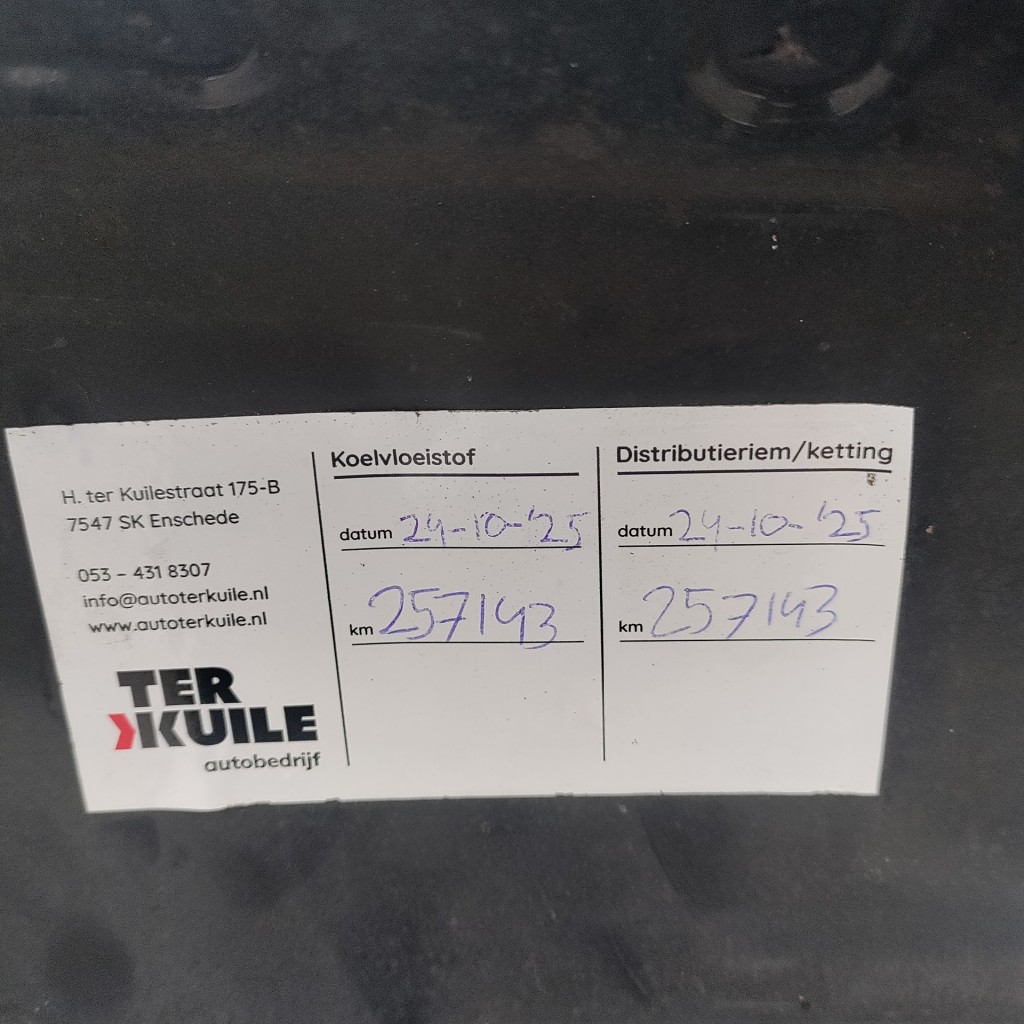 H. ter Kuilestraat 175-B
7547 SK Enschede
053 - 431 8307
info@autoterkuile.nl
www.autoterkuile.nl
TER
KUILE
autobedrijf
Koelvloeistof
datum 24-10-'25
km 257143
Distributieriem/ketting
datum 24-10-'25
km 257143